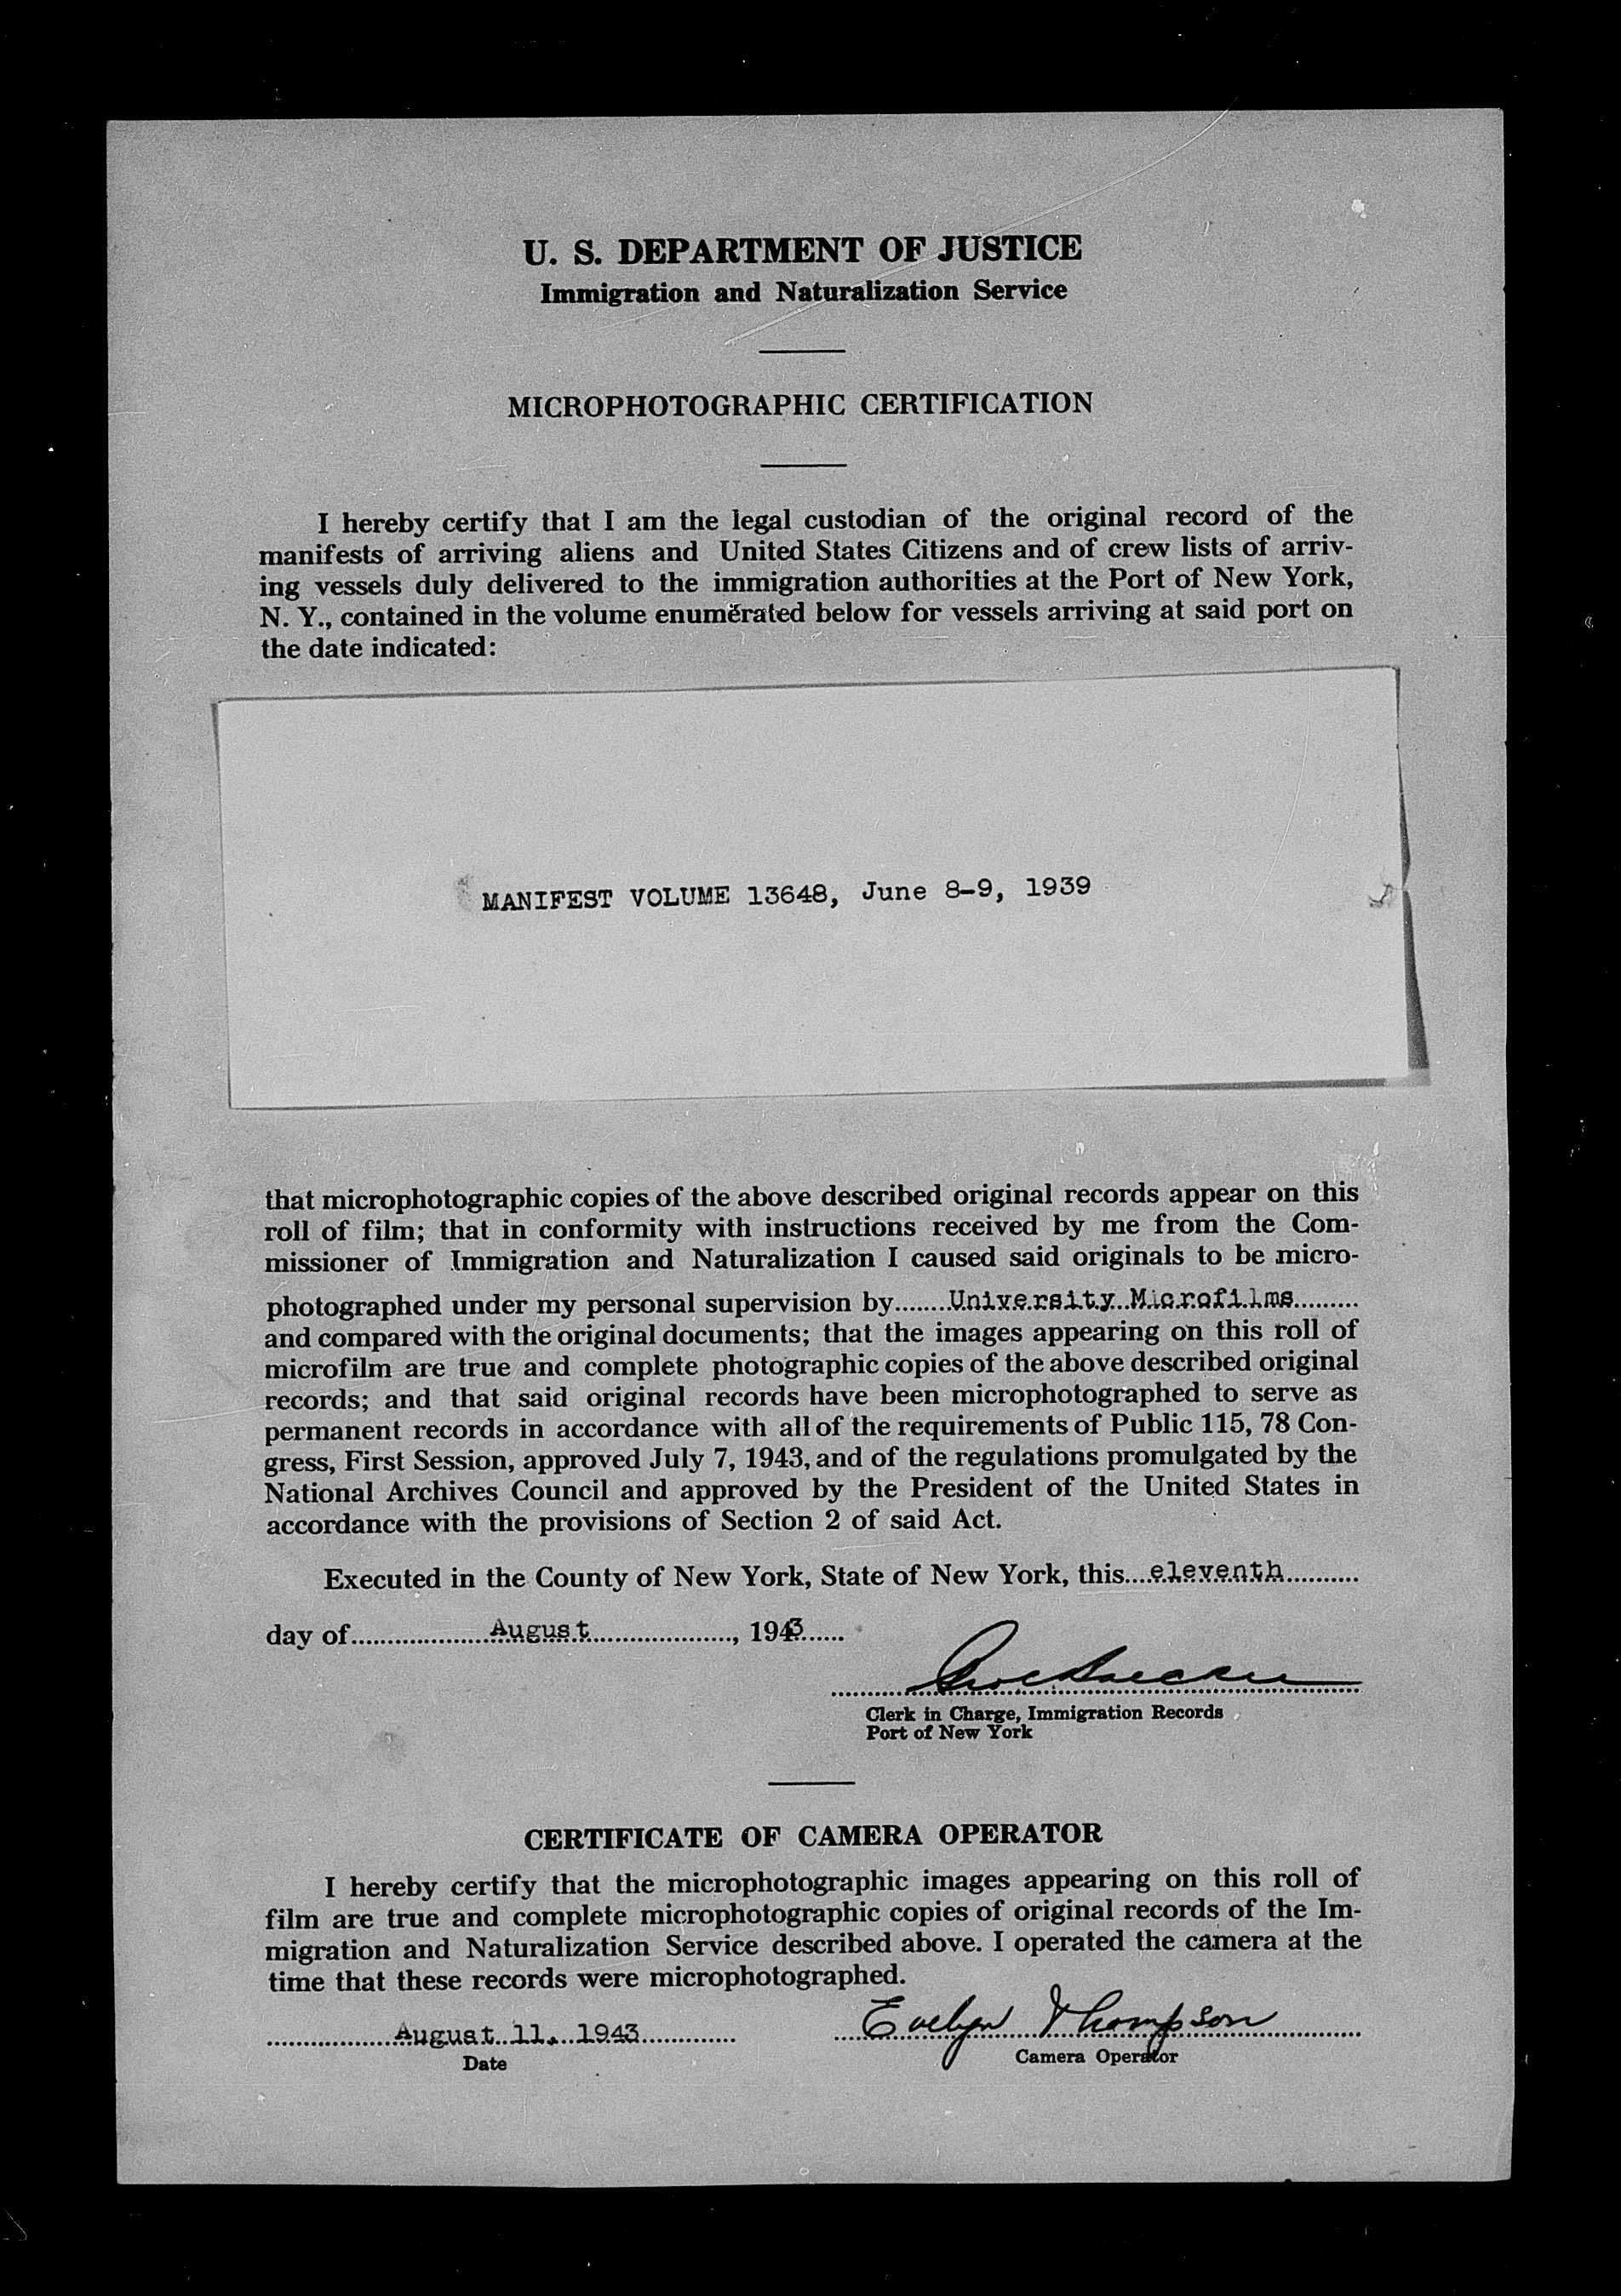 U. S. DEPARTMENT OF JUSTICE
Immigration and Naturalization Service
MICROPHOTOGRAPHIC CERTIFICATION
I hereby certify that I am the legal custodian of the original record of the
manifests of arriving aliens and United States Citizens and of crew lists of arriv-
ing vessels duly delivered to the immigration authorities at the Port of New York,
N. Y., contained in the volume enumerated below for vessels arriving at said port on
the date indicated:
MANIFEST VOLUME 13648, June 8-9, 1939
that microphotographic copies of the above described original records appear on this
roll of film; that in conformity with instructions received by me from the Com-
missioner of Immigration and Naturalization I caused said originals to be micro-
photographed under my personal supervision by University Microfilms
and compared with the original documents; that the images appearing on this roll of
microfilm are true and complete photographic copies of the above described original
records; and that said original records have been microphotographed to serve as
permanent records in accordance with all of the requirements of Public 115, 78 Con-
gress, First Session, approved July 7, 1943, and of the regulations promulgated by the
National Archives Council and approved by the President of the United States in
accordance with the provisions of Section 2 of said Act.
Executed in the County of New York, State of New York, this eleventh
day of August, 1943
Clerk in Charge, Immigration Records
Port of New York
CERTIFICATE OF CAMERA OPERATOR
I hereby certify that the microphotographic images appearing on this roll of
film are true and complete microphotographic copies of original records of the Im-
migration and Naturalization Service described above. I operated the camera at the
time that these records were microphotographed.
August 11, 1943 Evelyn Thompson
Date Camera Operator